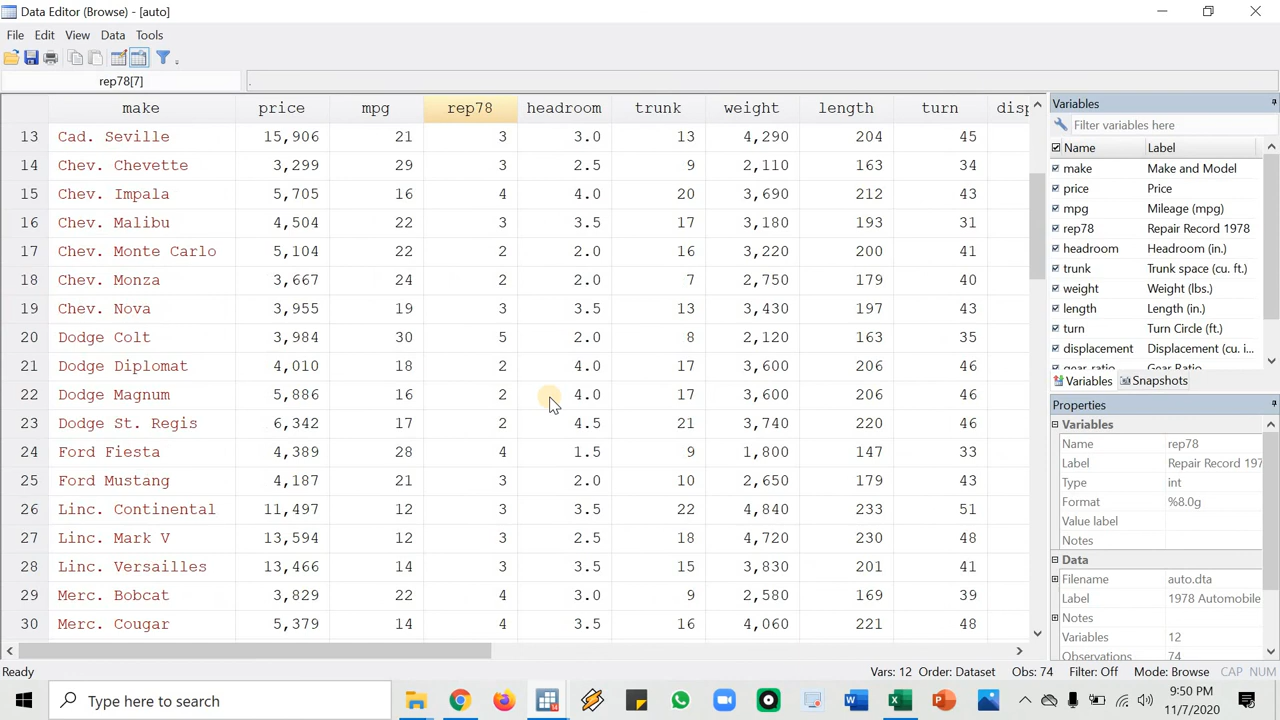 Data Editor (Browse) - [auto]
File Edit View Data Tools
rep78[7] .
make price mpg rep78 headroom trunk weight length turn disp
13 Cad. Seville 15,906 21 3 3.0 13 4,290 204 45
14 Chev. Chevette 3,299 29 3 2.5 9 2,110 163 34
15 Chev. Impala 5,705 16 4 4.0 20 3,690 212 43
16 Chev. Malibu 4,504 22 3 3.5 17 3,180 193 31
17 Chev. Monte Carlo 5,104 22 2 2.0 16 3,220 200 41
18 Chev. Monza 3,667 24 2 2.0 7 2,750 179 40
19 Chev. Nova 3,955 19 3 3.5 13 3,430 197 43
20 Dodge Colt 3,984 30 5 2.0 8 2,120 163 35
21 Dodge Diplomat 4,010 18 2 4.0 17 3,600 206 46
22 Dodge Magnum 5,886 16 2 4.0 17 3,600 206 46
23 Dodge St. Regis 6,342 17 2 4.5 21 3,740 220 46
24 Ford Fiesta 4,389 28 4 1.5 9 1,800 147 33
25 Ford Mustang 4,187 21 3 2.0 10 2,650 179 43
26 Linc. Continental 11,497 12 3 3.5 22 4,840 233 51
27 Linc. Mark V 13,594 12 3 2.5 18 4,720 230 48
28 Linc. Versailles 13,466 14 3 3.5 15 3,830 201 41
29 Merc. Bobcat 3,829 22 4 3.0 9 2,580 169 39
30 Merc. Cougar 5,379 14 4 3.5 16 4,060 221 48
Variables
Filter variables here
Name Label
make Make and Model
price Price
mpg Mileage (mpg)
rep78 Repair Record 1978
headroom Headroom (in.)
trunk Trunk space (cu. ft.)
weight Weight (lbs.)
length Length (in.)
turn Turn Circle (ft.)
displacement Displacement (cu. i...
gear_ratio Gear Ratio
Variables Snapshots
Properties
Variables
Name rep78
Label Repair Record 197
Type int
Format %8.0g
Value label
Notes
Data
Filename auto.dta
Label 1978 Automobile
Notes
Variables 12
Observations 74
Ready Vars: 12 Order: Dataset Obs: 74 Filter: Off Mode: Browse CAP NUM
Type here to search
9:50 PM
11/7/2020